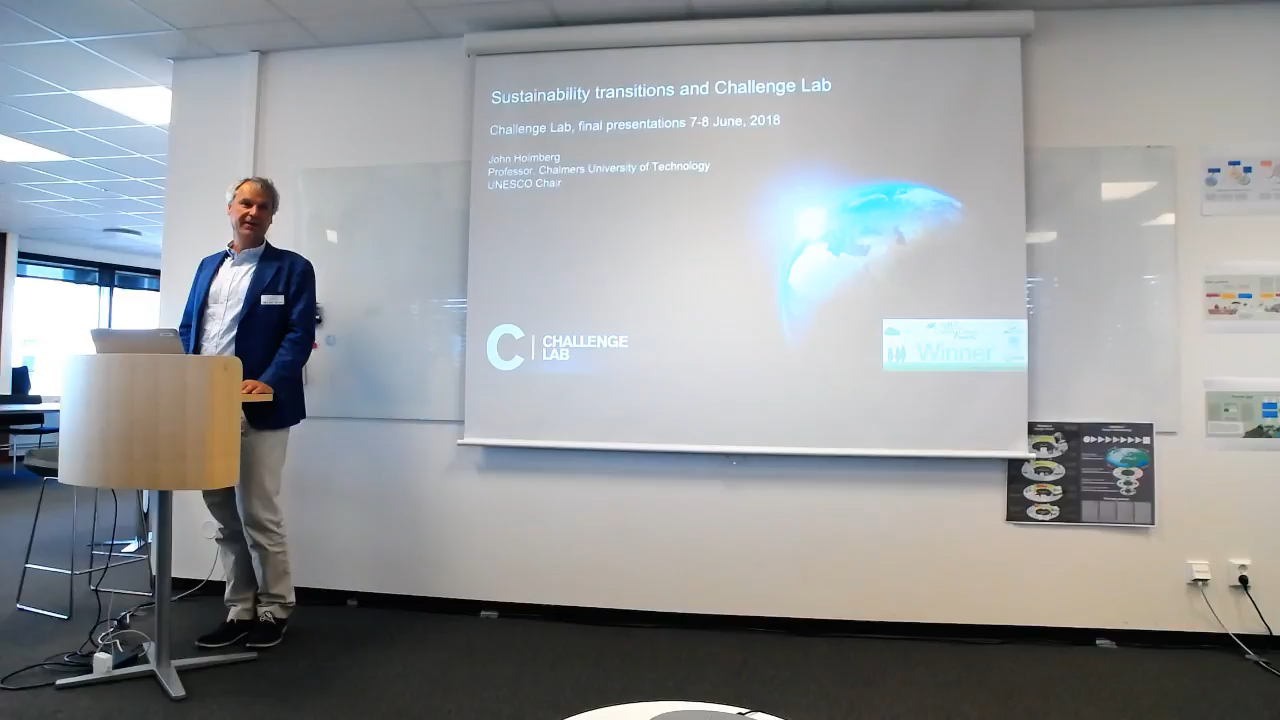 Sustainability transitions and Challenge Lab
Challenge Lab, final presentations 7-8 June, 2018
John Holmberg
Professor, Chalmers University of Technology
UNESCO Chair
C CHALLENGE
LAB
Winner